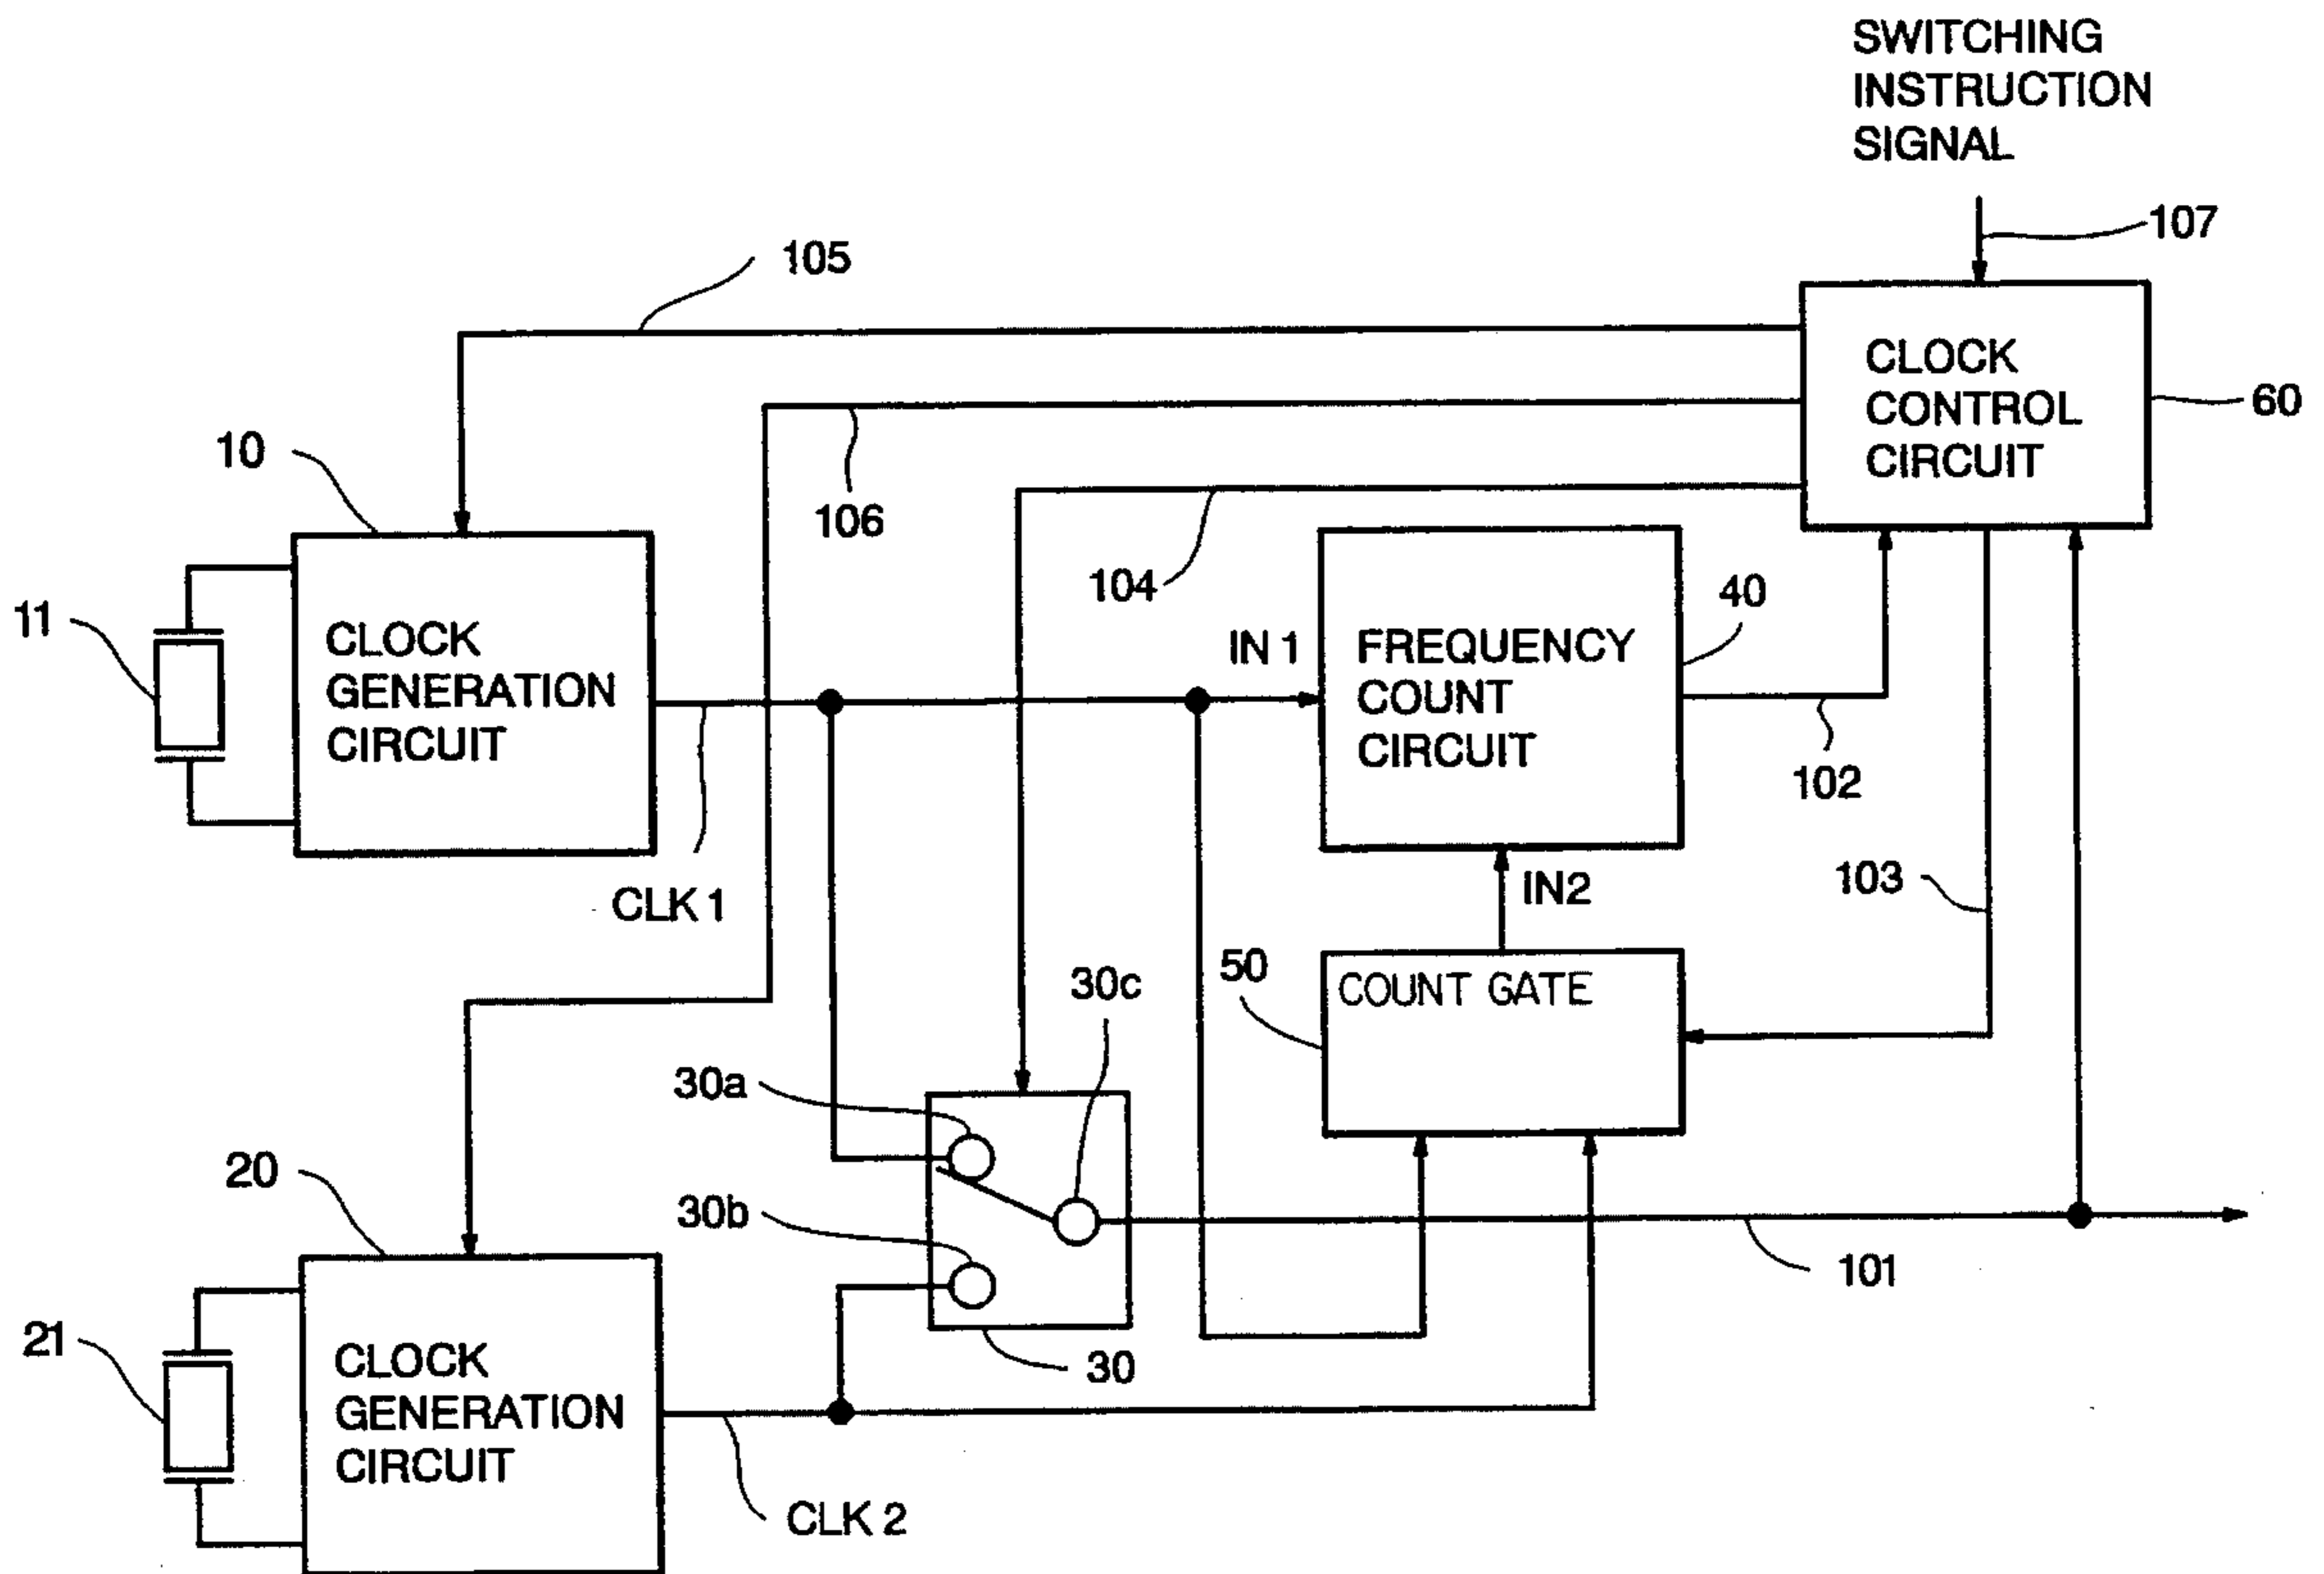 SWITCHING
INSTRUCTION
SIGNAL
107
105
CLOCK
CONTROL
CIRCUIT
60
10
106
104
40
11
CLOCK
GENERATION
CIRCUIT
IN 1
FREQUENCY
COUNT
CIRCUIT
102
CLK 1
IN2
103
50
COUNT GATE
30c
30a
20
30b
101
21
CLOCK
GENERATION
CIRCUIT
30
CLK 2